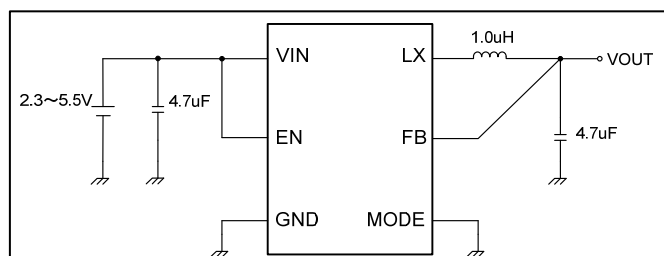 VIN
LX
1.0uH
VOUT
2.3～5.5V
4.7uF
EN
FB
4.7uF
GND
MODE